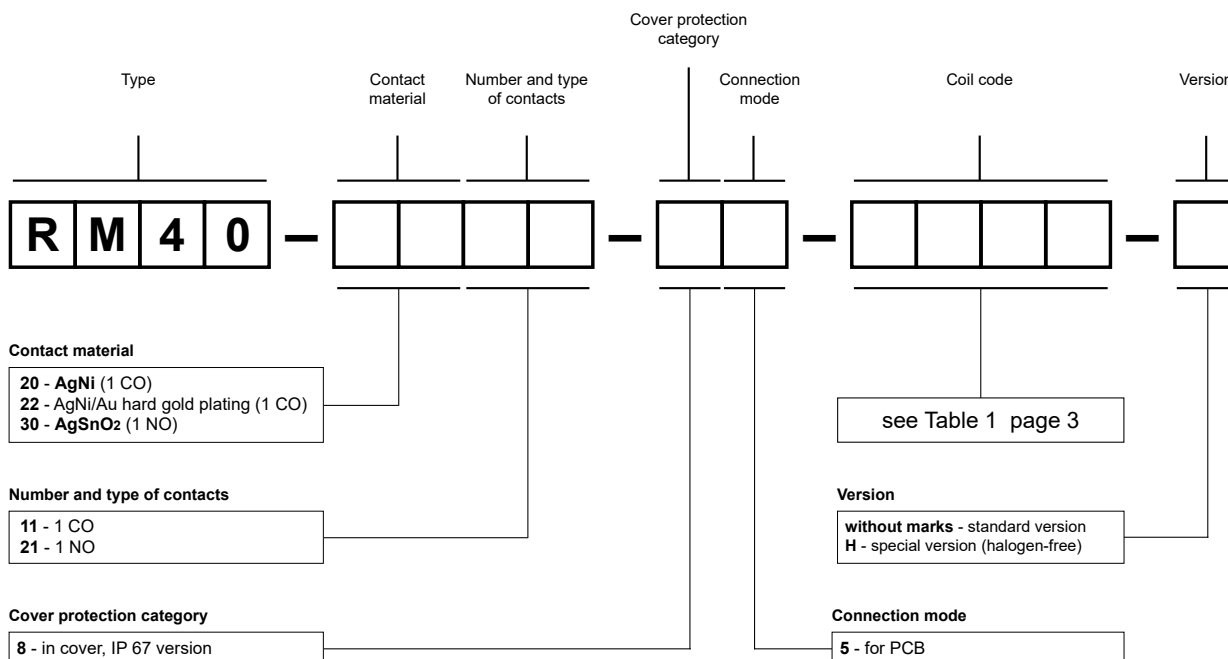 Cover protection
category
Type
Contact
material
Number and type
of contacts
Connection
mode
Coil code
Version
R M 4 0 – – – –
Contact material
20 - AgNi (1 CO)
22 - AgNi/Au hard gold plating (1 CO)
30 - AgSnO2 (1 NO)
see Table 1 page 3
Number and type of contacts
11 - 1 CO
21 - 1 NO
Version
without marks - standard version
H - special version (halogen-free)
Cover protection category
8 - in cover, IP 67 version
Connection mode
5 - for PCB